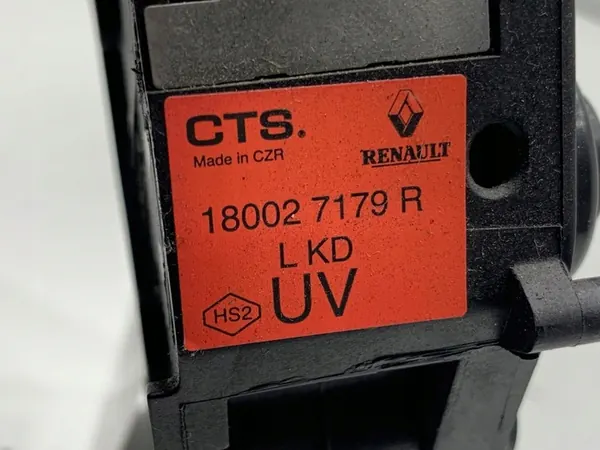 CTS.
Made in CZR
RENAULT
18002 7179 R
L KD
HS2
UV